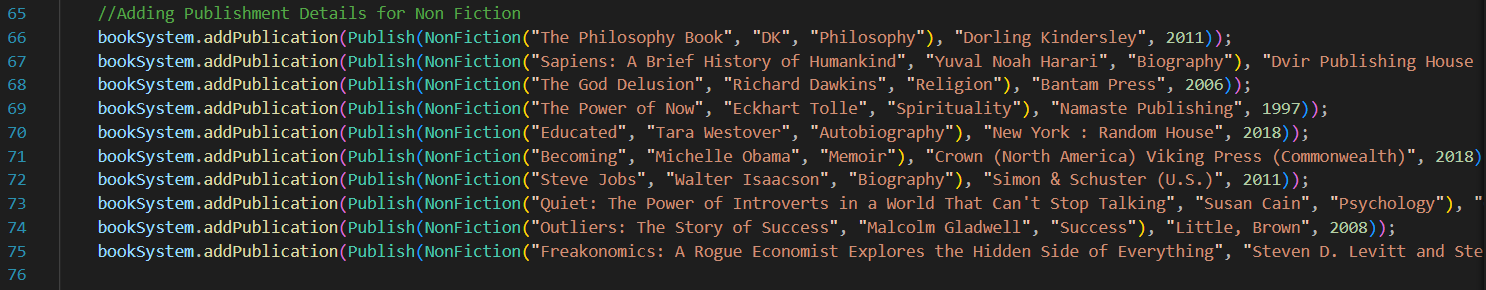 65 //Adding Publishment Details for Non Fiction
66 bookSystem.addPublication(Publish(NonFiction("The Philosophy Book", "DK", "Philosophy"), "Dorling Kindersley", 2011));
67 bookSystem.addPublication(Publish(NonFiction("Sapiens: A Brief History of Humankind", "Yuval Noah Harari", "Biography"), "Dvir Publishing House
68 bookSystem.addPublication(Publish(NonFiction("The God Delusion", "Richard Dawkins", "Religion"), "Bantam Press", 2006));
69 bookSystem.addPublication(Publish(NonFiction("The Power of Now", "Eckhart Tolle", "Spirituality"), "Namaste Publishing", 1997));
70 bookSystem.addPublication(Publish(NonFiction("Educated", "Tara Westover", "Autobiography"), "New York : Random House", 2018));
71 bookSystem.addPublication(Publish(NonFiction("Becoming", "Michelle Obama", "Memoir"), "Crown (North America) Viking Press (Commonwealth)", 2018)
72 bookSystem.addPublication(Publish(NonFiction("Steve Jobs", "Walter Isaacson", "Biography"), "Simon & Schuster (U.S.)", 2011));
73 bookSystem.addPublication(Publish(NonFiction("Quiet: The Power of Introverts in a World That Can't Stop Talking", "Susan Cain", "Psychology"), "
74 bookSystem.addPublication(Publish(NonFiction("Outliers: The Story of Success", "Malcolm Gladwell", "Success"), "Little, Brown", 2008));
75 bookSystem.addPublication(Publish(NonFiction("Freakonomics: A Rogue Economist Explores the Hidden Side of Everything", "Steven D. Levitt and Ste
76